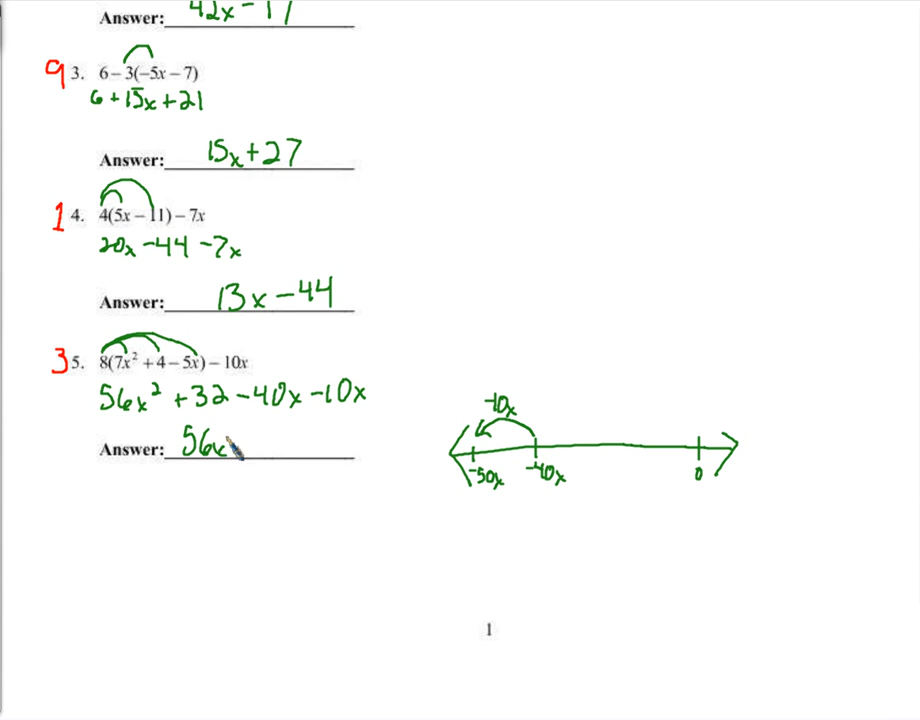 Answer: 42x - 17
9 3. 6 – 3(–5x – 7)
6 + 15x + 21
Answer: 15x + 27
1 4. 4(5x – 11) – 7x
20x - 44 - 7x
Answer: 13x - 44
3 5. 8(7x² + 4 – 5x) – 10x
56x² + 32 - 40x - 10x
Answer: 56x
-10x
-50x -40x 0
1